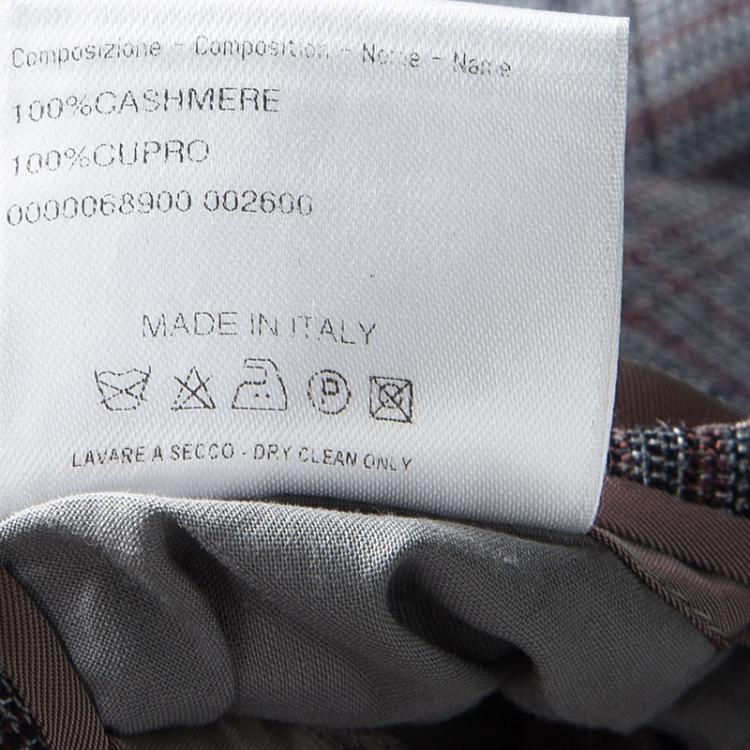 Composizione - Composition - Nome - Name
100%CASHMERE
100%CUPRO
0000068900 002600
MADE IN ITALY
P
LAVARE A SECCO - DRY CLEAN ONLY